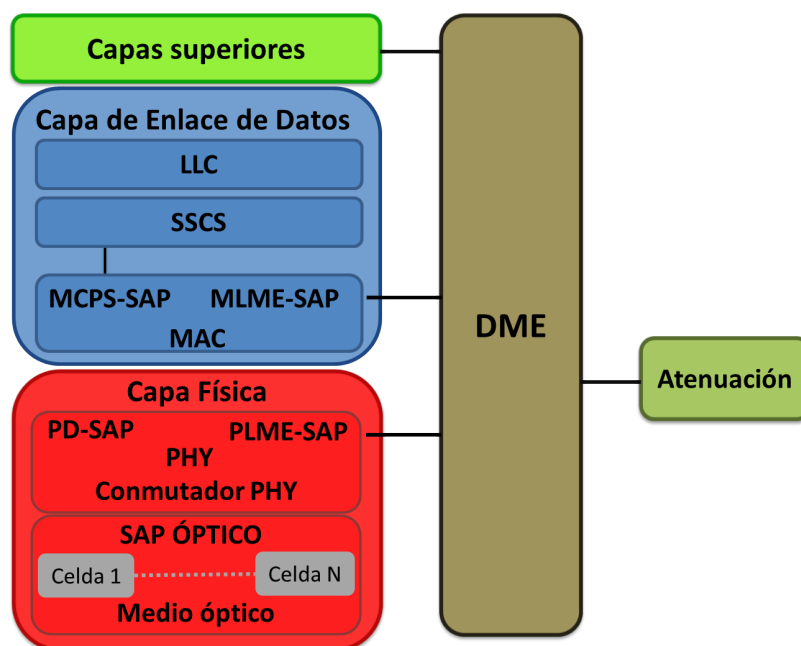 Capas superiores
Capa de Enlace de Datos
LLC
SSCS
MCPS-SAP MLME-SAP
MAC
Capa Física
PD-SAP PLME-SAP
PHY
Conmutador PHY
SAP ÓPTICO
Celda 1 Celda N
Medio óptico
DME
Atenuación